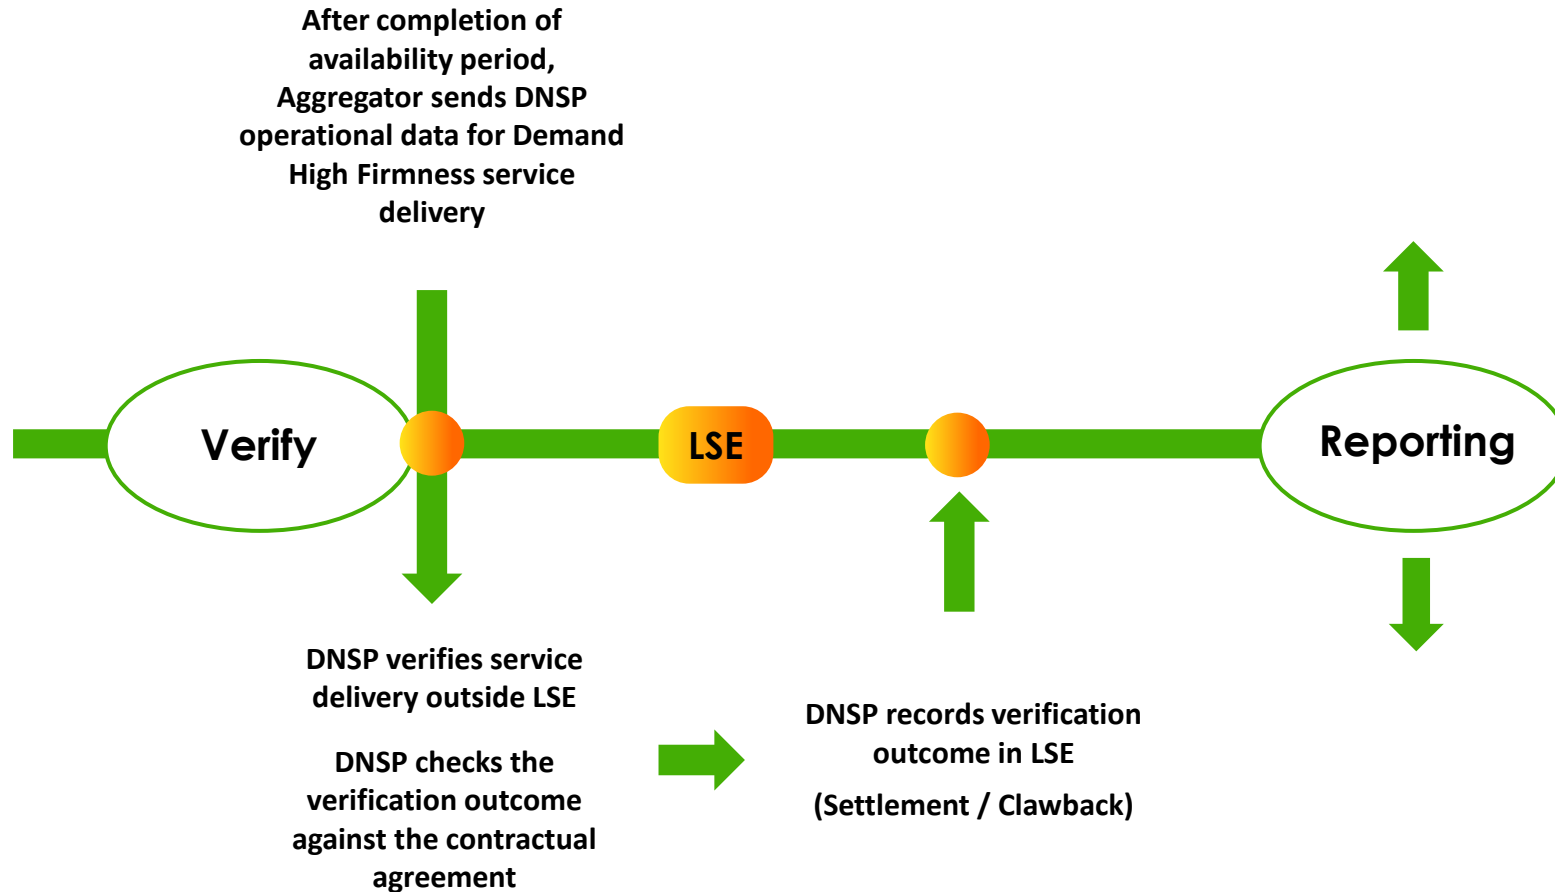 After completion of
availability period,
Aggregator sends DNSP
operational data for Demand
High Firmness service
delivery
Verify
LSE
Reporting
DNSP verifies service
delivery outside LSE
DNSP checks the
verification outcome
against the contractual
agreement
DNSP records verification
outcome in LSE
(Settlement / Clawback)